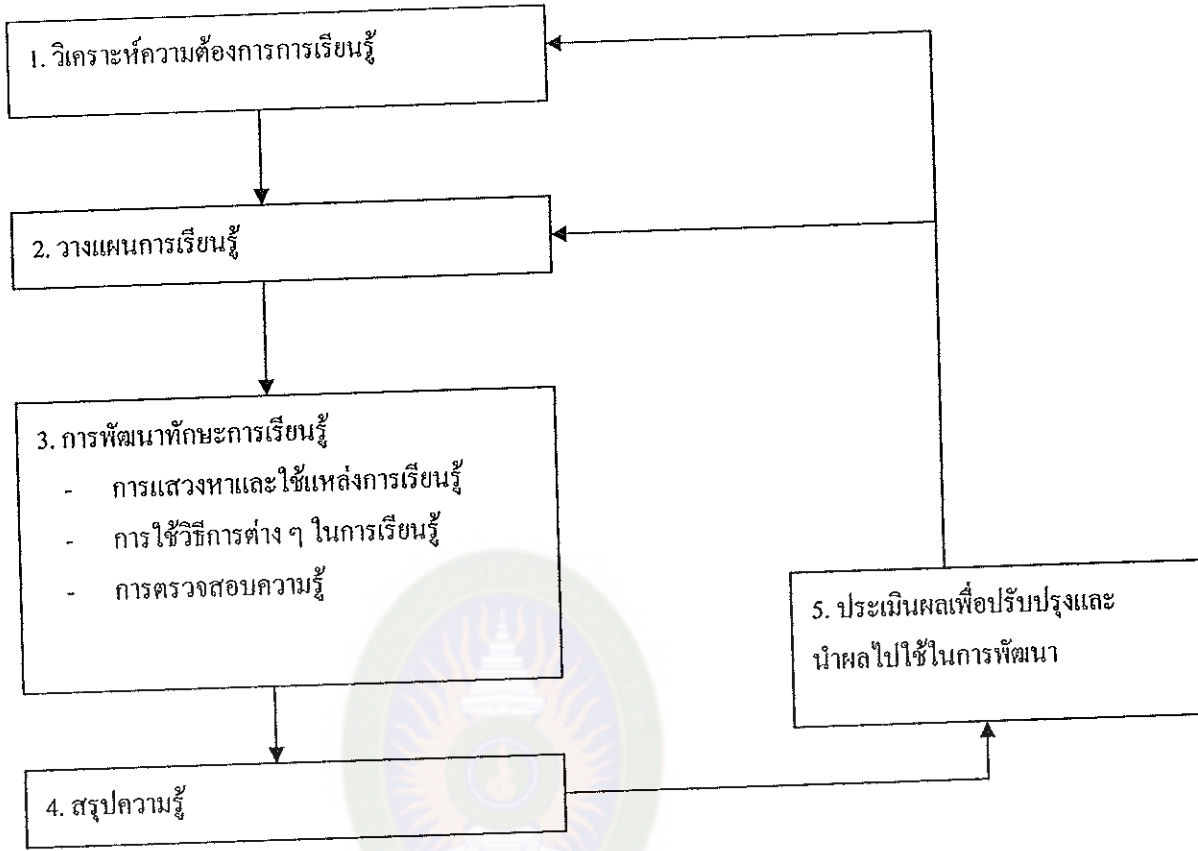 1. วิเคราะห์ความต้องการการเรียนรู้
2. วางแผนการเรียนรู้
3. การพัฒนาทักษะการเรียนรู้
- การแสวงหาและใช้แหล่งการเรียนรู้
- การใช้วิธีการต่าง ๆ ในการเรียนรู้
- การตรวจสอบความรู้
4. สรุปความรู้
5. ประเมินผลเพื่อปรับปรุงและ
นำผลไปใช้ในการพัฒนา